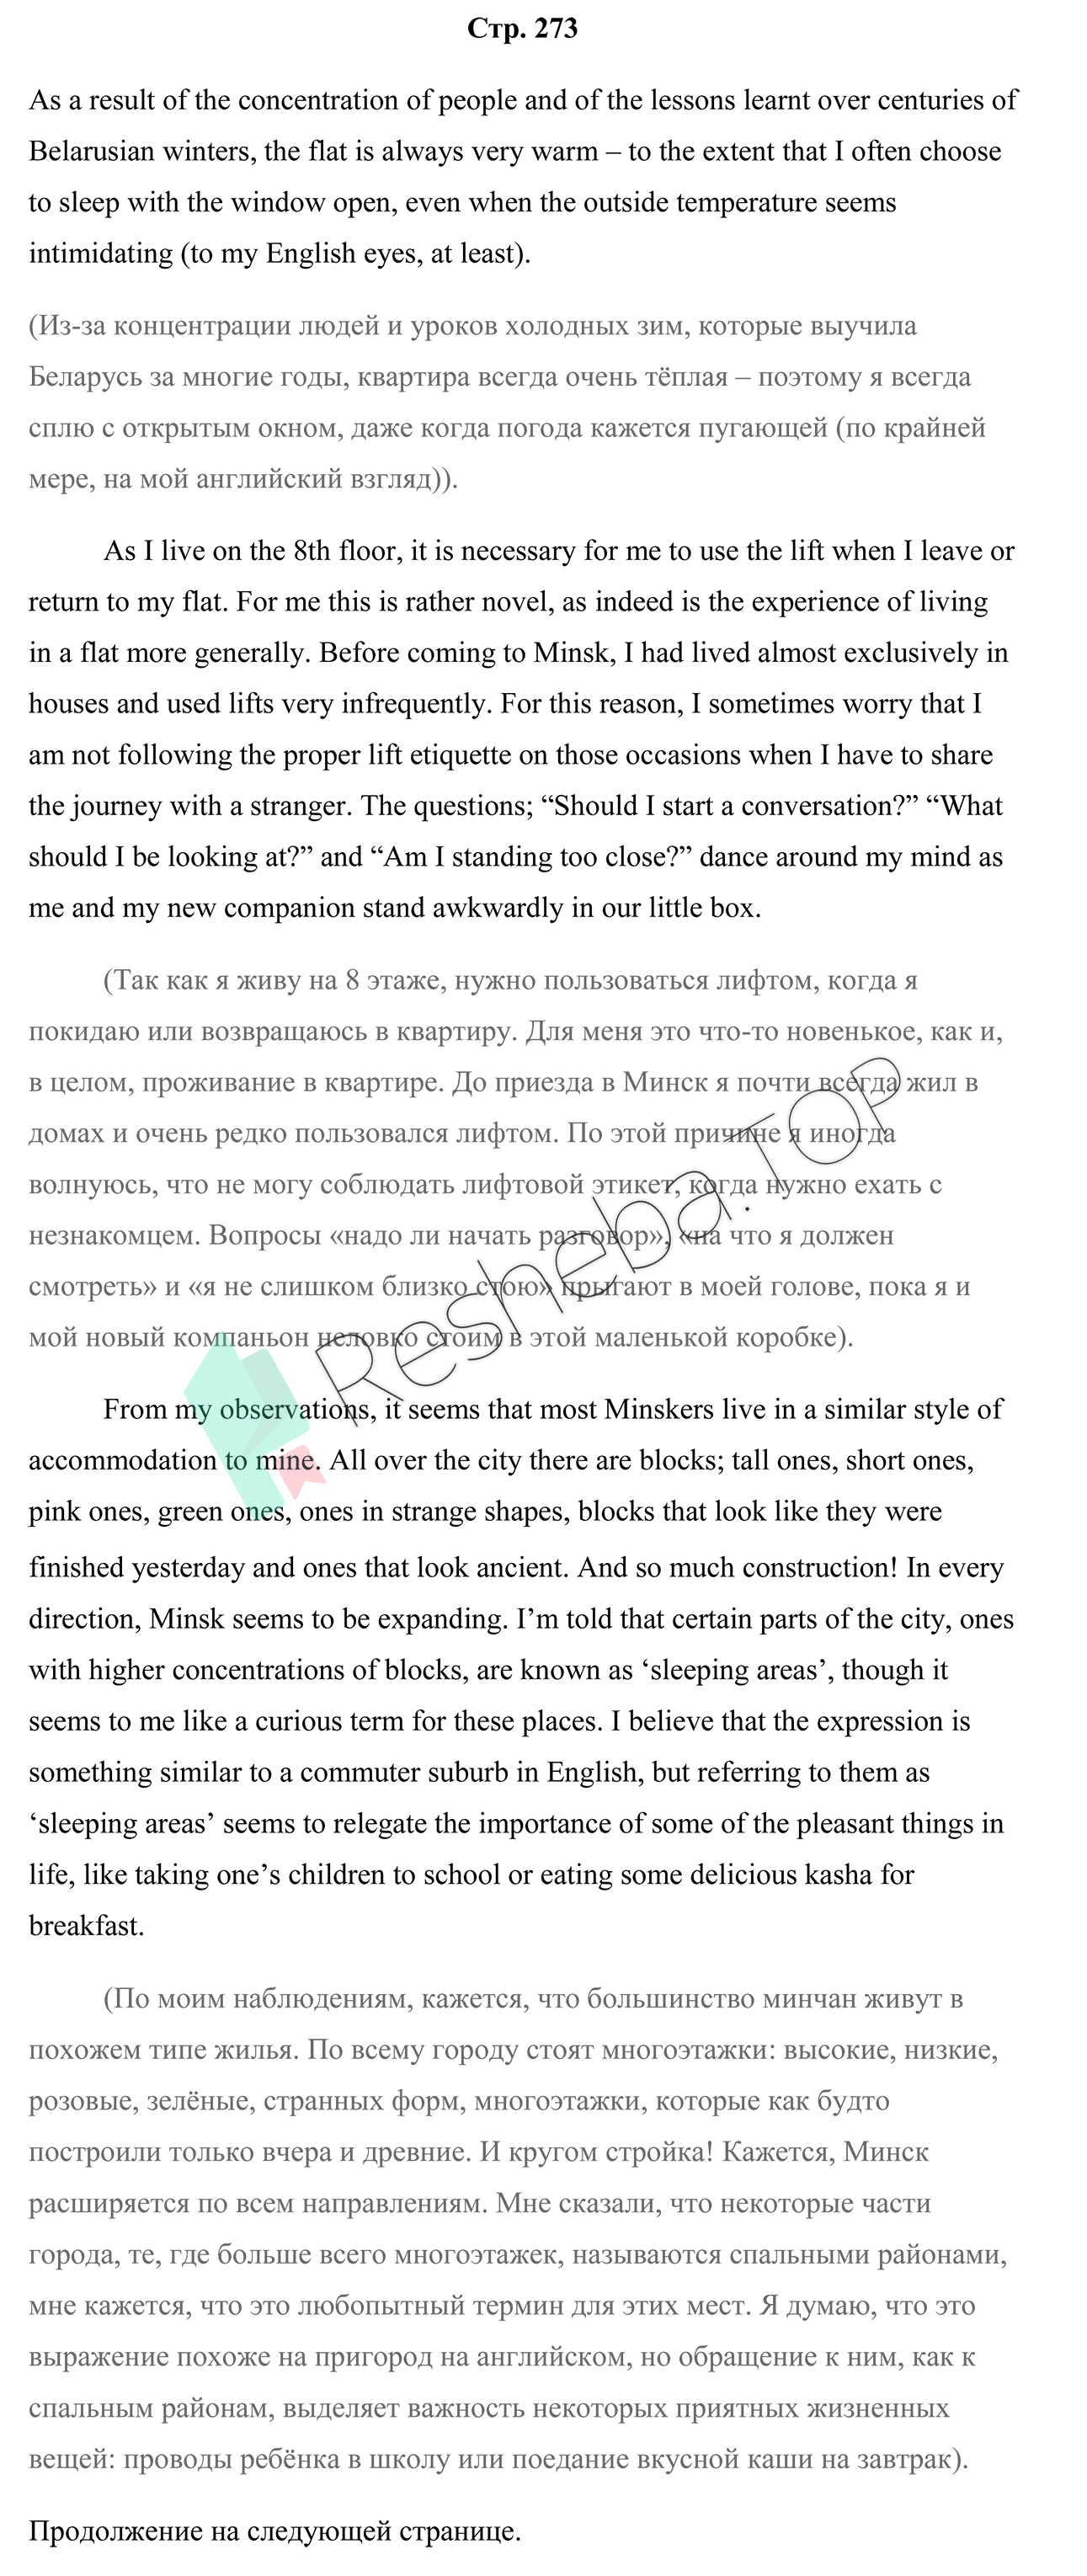 Стр. 273
As a result of the concentration of people and of the lessons learnt over centuries of
Belarusian winters, the flat is always very warm – to the extent that I often choose
to sleep with the window open, even when the outside temperature seems
intimidating (to my English eyes, at least).
(Из-за концентрации людей и уроков холодных зим, которые выучила
Беларусь за многие годы, квартира всегда очень тёплая – поэтому я всегда
сплю с открытым окном, даже когда погода кажется пугающей (по крайней
мере, на мой английский взгляд)).
As I live on the 8th floor, it is necessary for me to use the lift when I leave or
return to my flat. For me this is rather novel, as indeed is the experience of living
in a flat more generally. Before coming to Minsk, I had lived almost exclusively in
houses and used lifts very infrequently. For this reason, I sometimes worry that I
am not following the proper lift etiquette on those occasions when I have to share
the journey with a stranger. The questions; “Should I start a conversation?” “What
should I be looking at?” and “Am I standing too close?” dance around my mind as
me and my new companion stand awkwardly in our little box.
(Так как я живу на 8 этаже, нужно пользоваться лифтом, когда я
покидаю или возвращаюсь в квартиру. Для меня это что-то новенькое, как и,
в целом, проживание в квартире. До приезда в Минск я почти всегда жил в
домах и очень редко пользовался лифтом. По этой причине я иногда
волнуюсь, что не могу соблюдать лифтовой этикет, когда нужно ехать с
незнакомцем. Вопросы «надо ли начать разговор», «на что я должен
смотреть» и «я не слишком близко стою» прыгают в моей голове, пока я и
мой новый компаньон неловко стоим в этой маленькой коробке).
Resheba.TOP
From my observations, it seems that most Minskers live in a similar style of
accommodation to mine. All over the city there are blocks; tall ones, short ones,
pink ones, green ones, ones in strange shapes, blocks that look like they were
finished yesterday and ones that look ancient. And so much construction! In every
direction, Minsk seems to be expanding. I’m told that certain parts of the city, ones
with higher concentrations of blocks, are known as ‘sleeping areas’, though it
seems to me like a curious term for these places. I believe that the expression is
something similar to a commuter suburb in English, but referring to them as
‘sleeping areas’ seems to relegate the importance of some of the pleasant things in
life, like taking one’s children to school or eating some delicious kasha for
breakfast.
(По моим наблюдениям, кажется, что большинство минчан живут в
похожем типе жилья. По всему городу стоят многоэтажки: высокие, низкие,
розовые, зелёные, странных форм, многоэтажки, которые как будто
построили только вчера и древние. И кругом стройка! Кажется, Минск
расширяется по всем направлениям. Мне сказали, что некоторые части
города, те, где больше всего многоэтажек, называются спальными районами,
мне кажется, что это любопытный термин для этих мест. Я думаю, что это
выражение похоже на пригород на английском, но обращение к ним, как к
спальным районам, выделяет важность некоторых приятных жизненных
вещей: проводы ребёнка в школу или поедание вкусной каши на завтрак).
Продолжение на следующей странице.